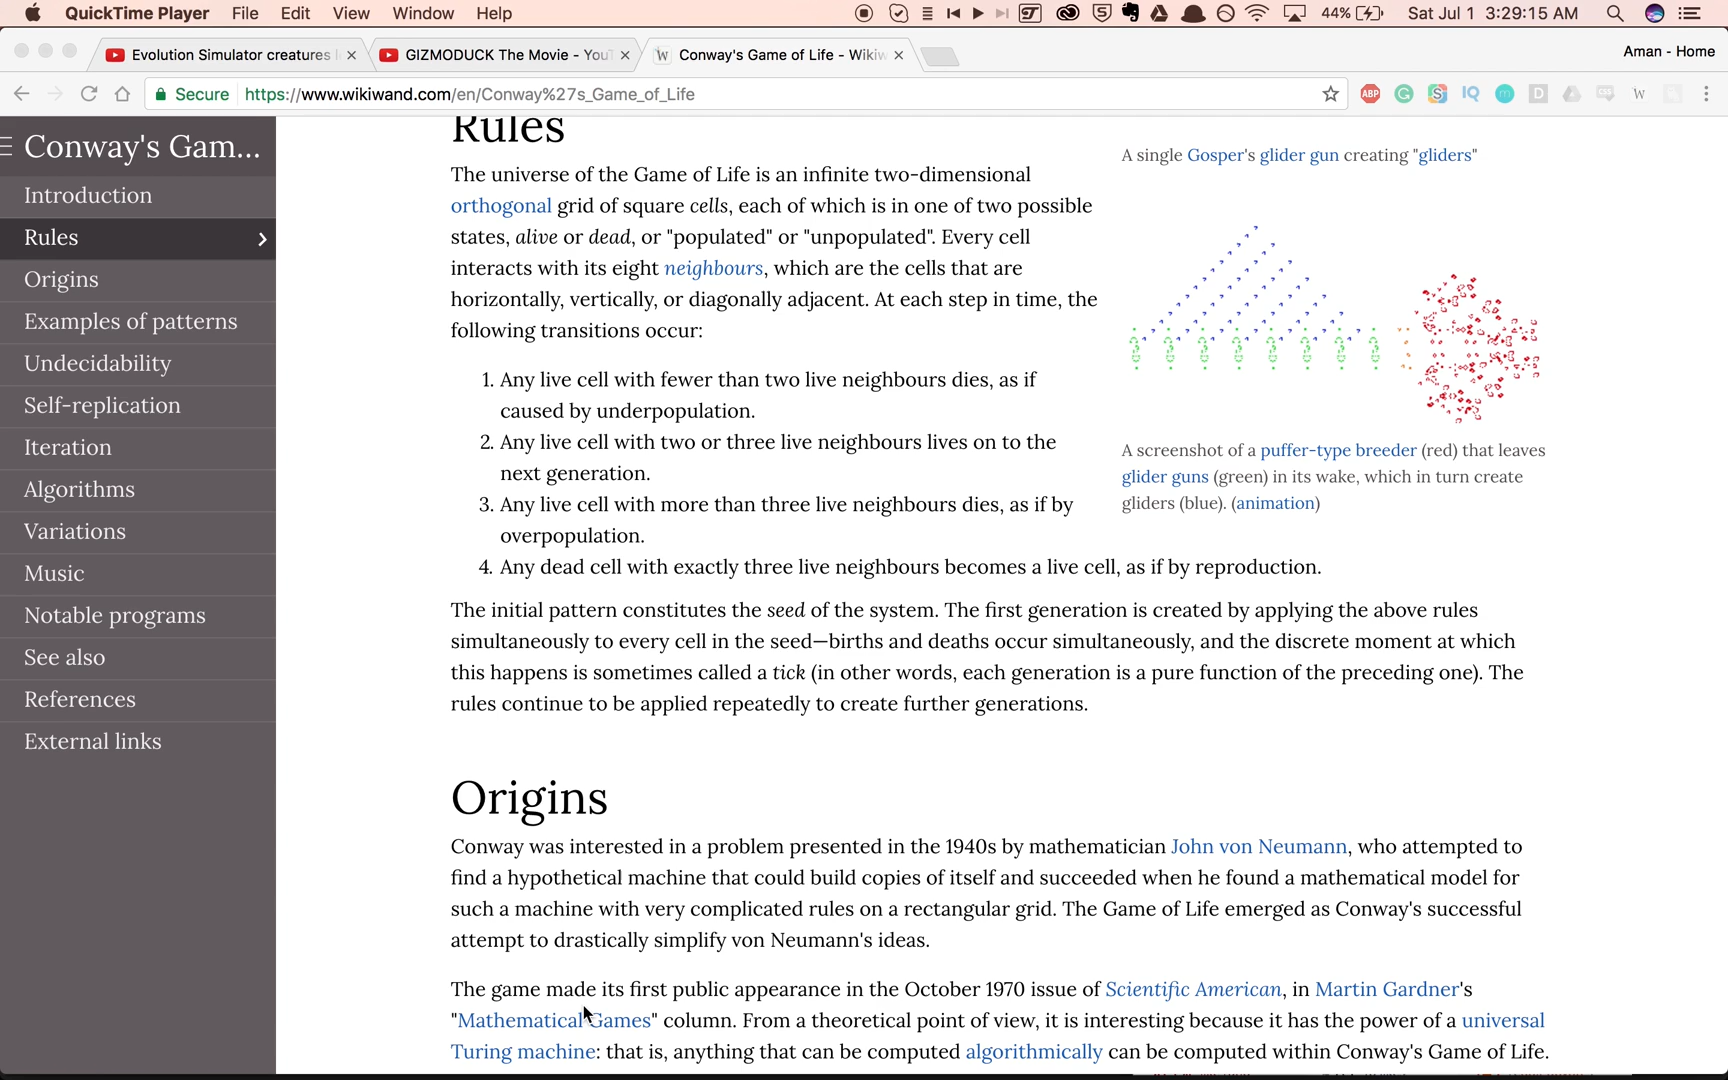 QuickTime Player File Edit View Window Help 44% Sat Jul 1 3:29:15 AM
Evolution Simulator creatures GIZMODUCK The Movie - YouT Conway's Game of Life - Wikiw Aman - Home
Secure https://www.wikiwand.com/en/Conway%27s_Game_of_Life
Conway's Gam...
Introduction
Rules
Origins
Examples of patterns
Undecidability
Self-replication
Iteration
Algorithms
Variations
Music
Notable programs
See also
References
External links
Rules
The universe of the Game of Life is an infinite two-dimensional
orthogonal grid of square cells, each of which is in one of two possible
states, alive or dead, or "populated" or "unpopulated". Every cell
interacts with its eight neighbours, which are the cells that are
horizontally, vertically, or diagonally adjacent. At each step in time, the
following transitions occur:
1. Any live cell with fewer than two live neighbours dies, as if
caused by underpopulation.
2. Any live cell with two or three live neighbours lives on to the
next generation.
3. Any live cell with more than three live neighbours dies, as if by
overpopulation.
4. Any dead cell with exactly three live neighbours becomes a live cell, as if by reproduction.
A single Gosper's glider gun creating "gliders"
A screenshot of a puffer-type breeder (red) that leaves
glider guns (green) in its wake, which in turn create
gliders (blue). (animation)
The initial pattern constitutes the seed of the system. The first generation is created by applying the above rules
simultaneously to every cell in the seed—births and deaths occur simultaneously, and the discrete moment at which
this happens is sometimes called a tick (in other words, each generation is a pure function of the preceding one). The
rules continue to be applied repeatedly to create further generations.
Origins
Conway was interested in a problem presented in the 1940s by mathematician John von Neumann, who attempted to
find a hypothetical machine that could build copies of itself and succeeded when he found a mathematical model for
such a machine with very complicated rules on a rectangular grid. The Game of Life emerged as Conway's successful
attempt to drastically simplify von Neumann's ideas.
The game made its first public appearance in the October 1970 issue of Scientific American, in Martin Gardner's
"Mathematical Games" column. From a theoretical point of view, it is interesting because it has the power of a universal
Turing machine: that is, anything that can be computed algorithmically can be computed within Conway's Game of Life.